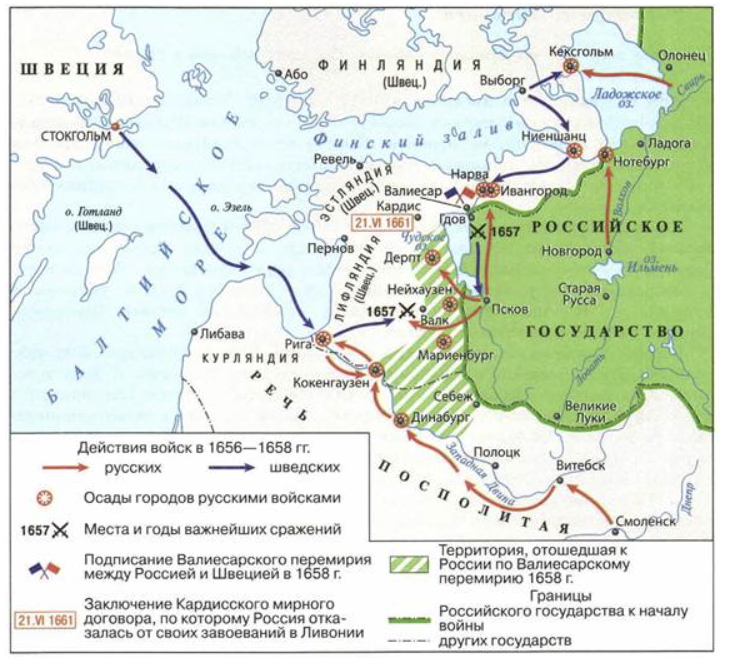 ШВЕЦИЯ
СТОКГОЛЬМ
Або
ФИНЛЯНДИЯ
(Швец.)
Выборг
Кексгольм
Олонец
Ладожское
оз.
Свирь
Финский залив
Ниеншанц
Ладога
Нотебург
Волхов
Ревель
Нарва
Ивангород
Валиесар
Кардис
ЭСТЛЯНДИЯ
(Швец.)
21.VI 1661
Гдов
1657
РОССИЙСКОЕ
ГОСУДАРСТВО
о. Готланд
(Швец.)
о. Эзель
БАЛТИЙСКОЕ
МОРЕ
Пернов
ЛИФЛЯНДИЯ
(Швец.)
Чудское
оз.
Дерпт
Нейхаузен
Новгород
оз.
Ильмень
Старая
Русса
Псков
1657
Валк
Мариенбург
Либава
Рига
КУРЛЯНДИЯ
Кокенгаузен
Ловать
РЕЧЬ
ПОСПОЛИТАЯ
Себеж
Великие
Луки
Динабург
Западная Двина
Полоцк
Витебск
Смоленск
Днепр
Действия войск в 1656—1658 гг.
русских
шведских
Осады городов русскими войсками
1657 Места и годы важнейших сражений
Подписание Валиесарского перемирия
между Россией и Швецией в 1658 г.
21.VI 1661
Заключение Кардисского мирного
договора, по которому Россия отка-
залась от своих завоеваний в Ливонии
Территория, отошедшая к
России по Валиесарскому
перемирию 1658 г.
Границы
Российского государства к началу
войны
других государств